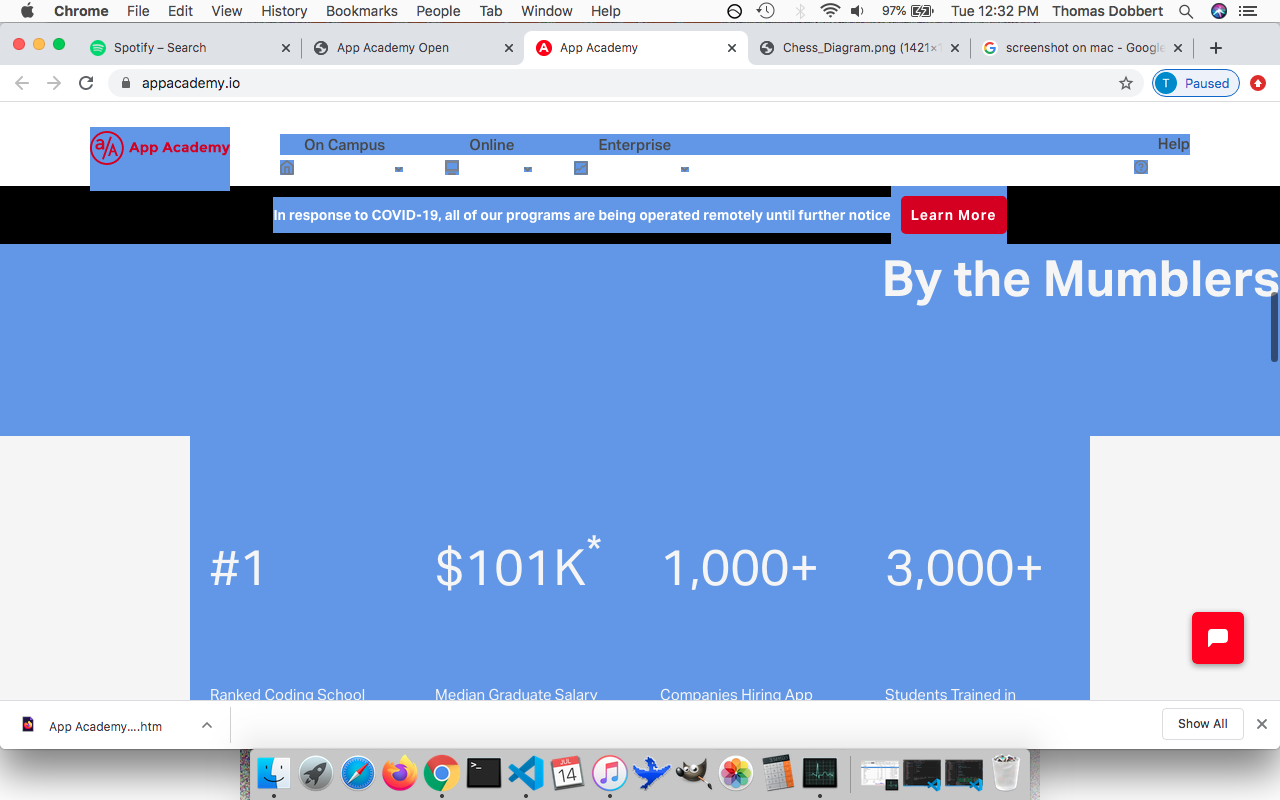 Chrome File Edit View History Bookmarks People Tab Window Help 97% Tue 12:32 PM Thomas Dobbert
Spotify – Search App Academy Open App Academy Chess_Diagram.png (1421× screenshot on mac - Google
appacademy.io Paused
a/A App Academy On Campus Online Enterprise Help
In response to COVID-19, all of our programs are being operated remotely until further notice Learn More
By the Mumblers
#1 $101K* 1,000+ 3,000+
Ranked Coding School Median Graduate Salary Companies Hiring App Students Trained in
App Academy....htm Show All
JUL
14